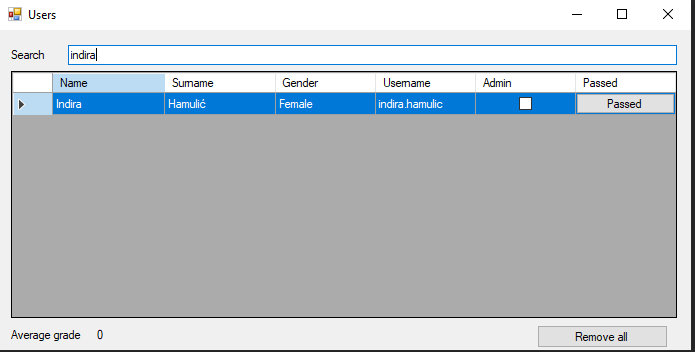 Users
Search indira
Name Surname Gender Username Admin Passed
Indira Hamulić Female indira.hamulic Passed
Average grade 0 Remove all